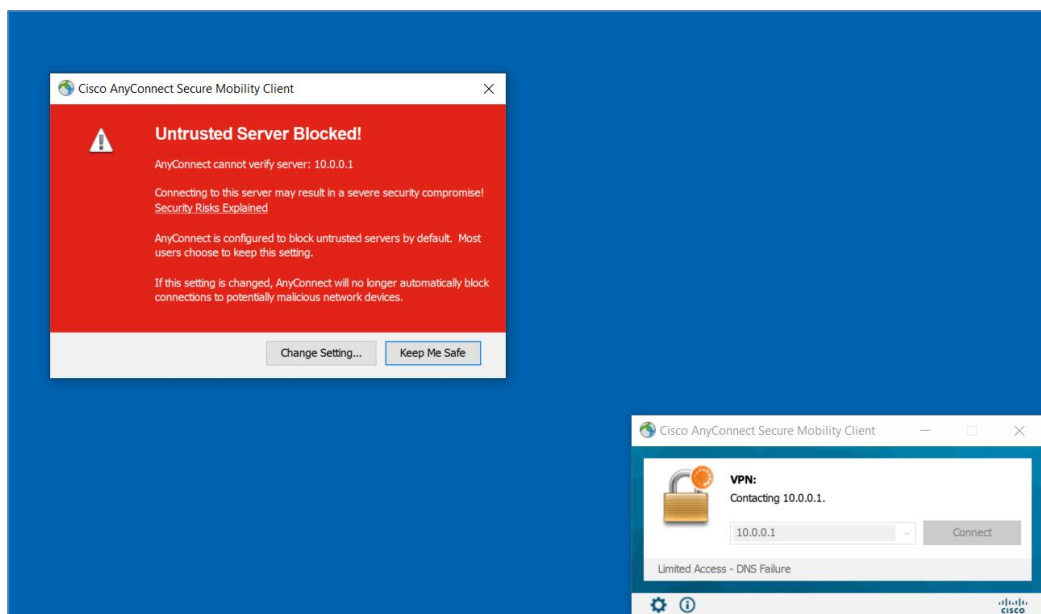 Cisco AnyConnect Secure Mobility Client
Untrusted Server Blocked!
AnyConnect cannot verify server: 10.0.0.1
Connecting to this server may result in a severe security compromise!
Security Risks Explained
AnyConnect is configured to block untrusted servers by default. Most
users choose to keep this setting.
If this setting is changed, AnyConnect will no longer automatically block
connections to potentially malicious network devices.
Change Setting...
Keep Me Safe
Cisco AnyConnect Secure Mobility Client
VPN:
Contacting 10.0.0.1.
10.0.0.1
Connect
Limited Access - DNS Failure
CISCO